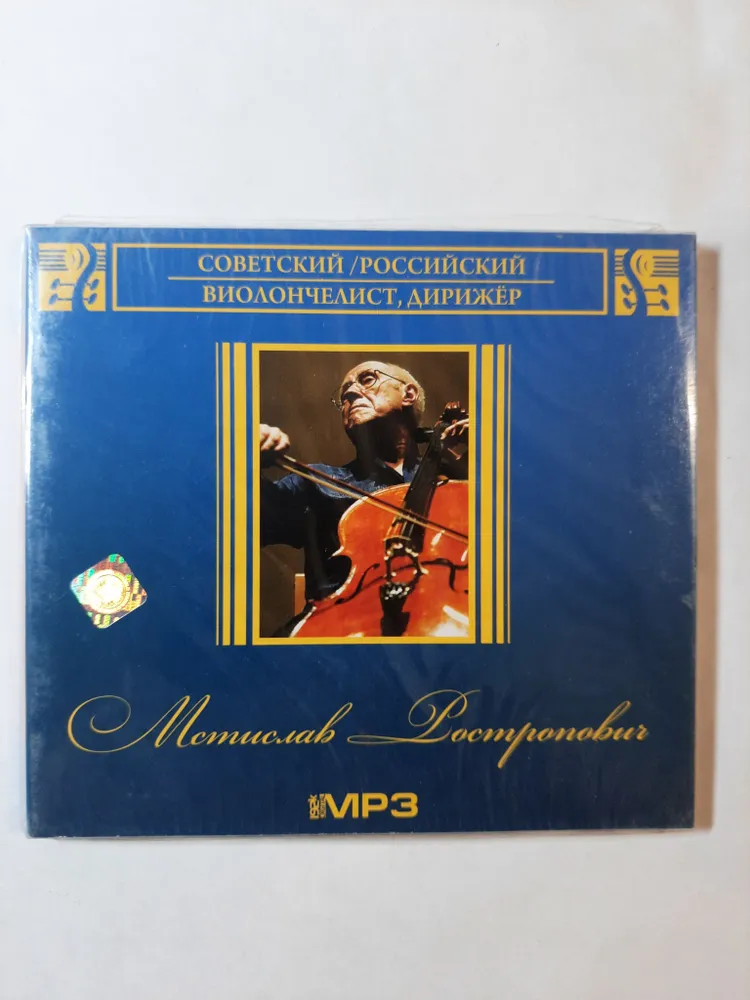 СОВЕТСКИЙ /РОССИЙСКИЙ
ВИОЛОНЧЕЛИСТ, ДИРИЖЁР
Мстислав Ростропович
MP3